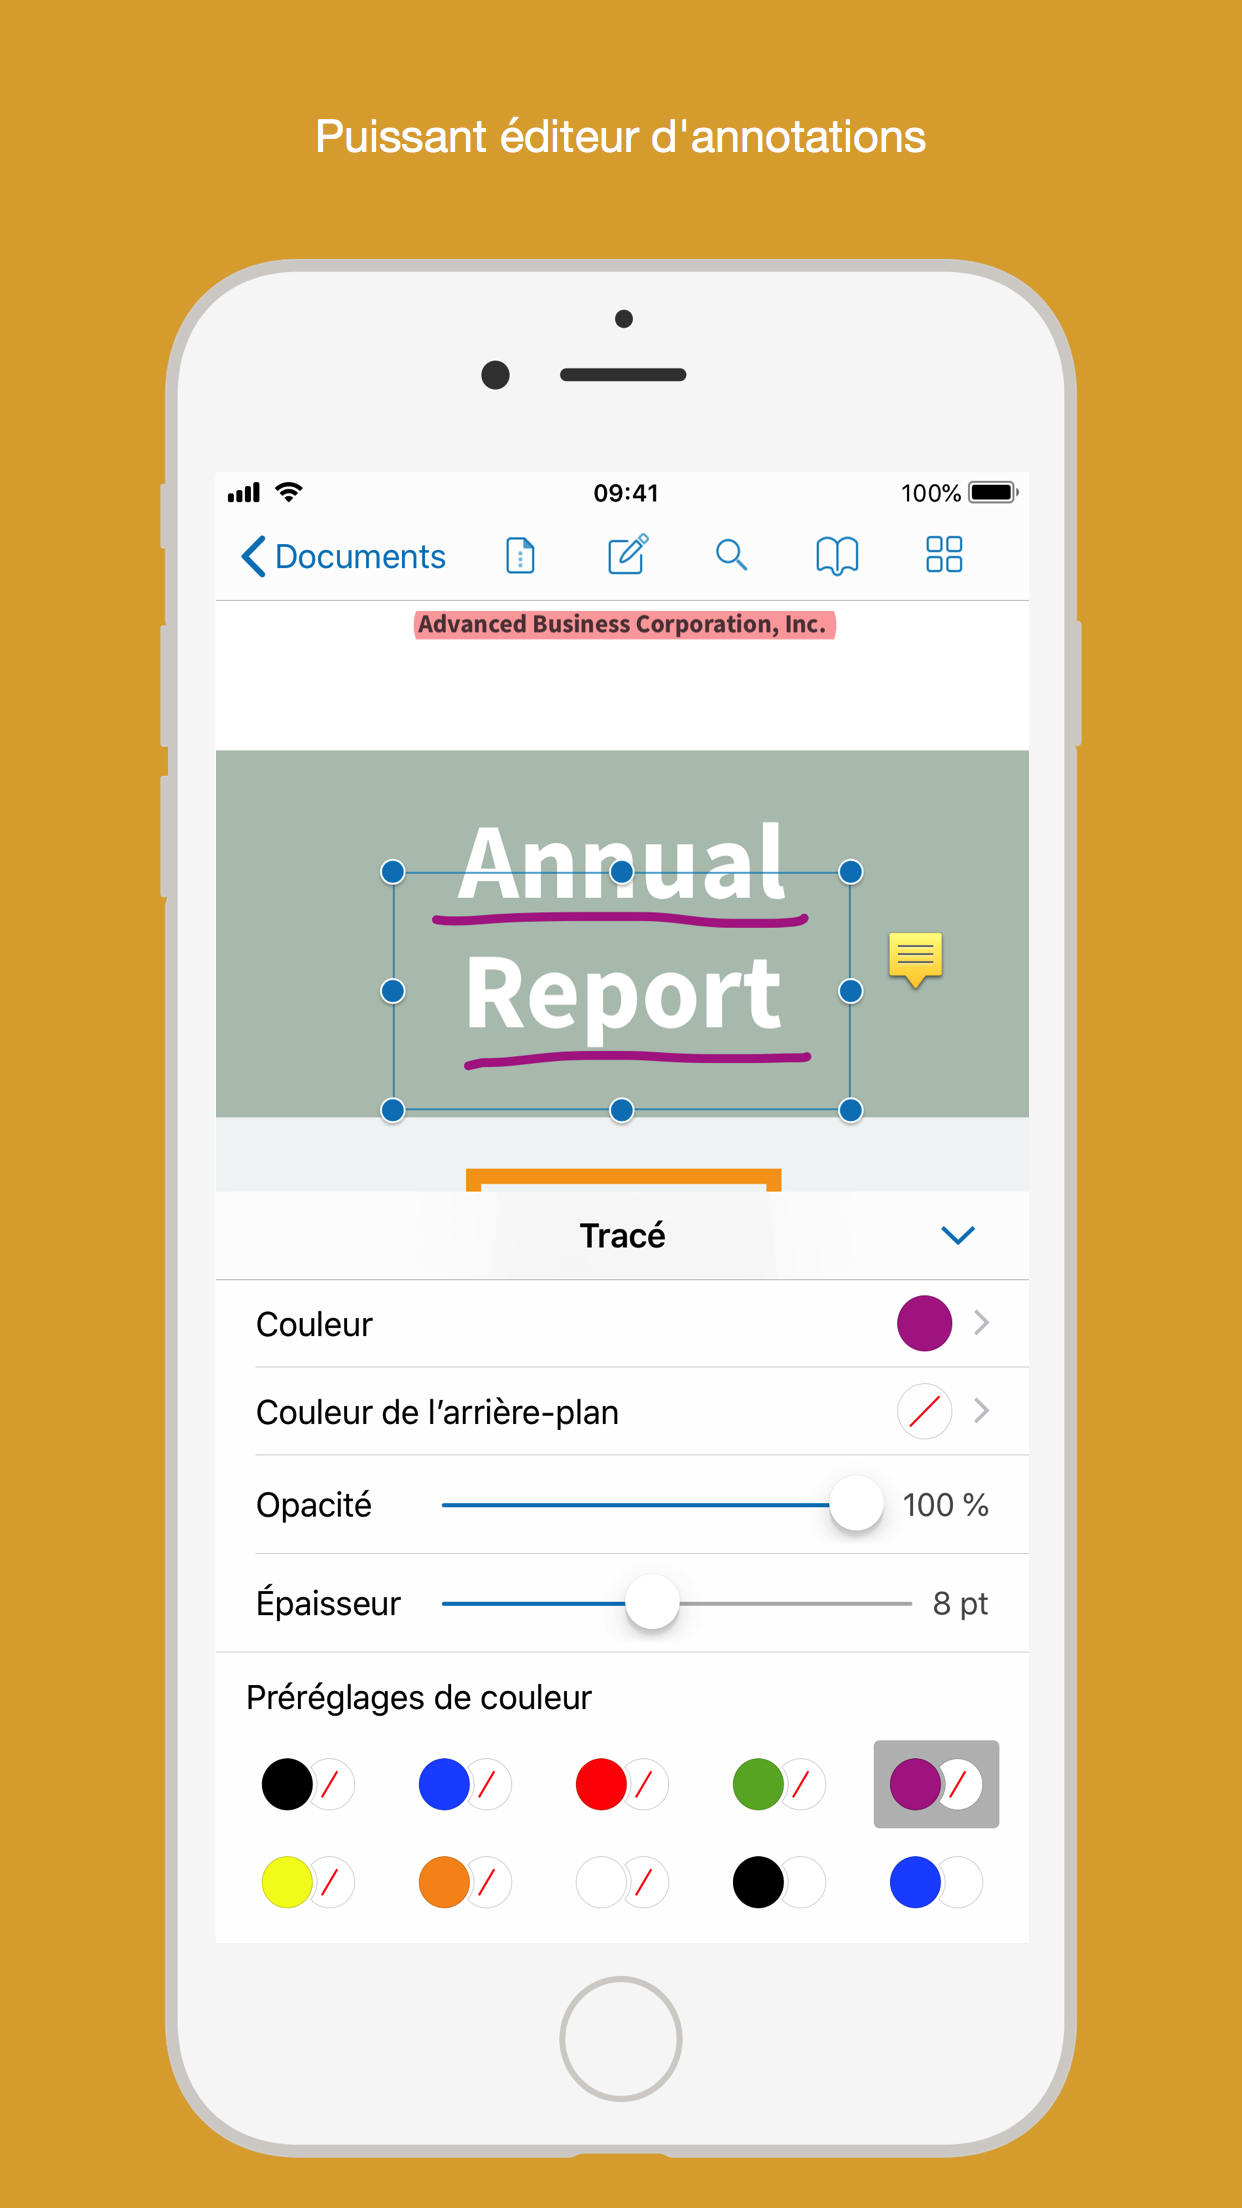 Puissant éditeur d'annotations
09:41
100%
Documents
Advanced Business Corporation, Inc.
Annual
Report
Tracé
Couleur
Couleur de l’arrière-plan
Opacité
100 %
Épaisseur
8 pt
Préréglages de couleur